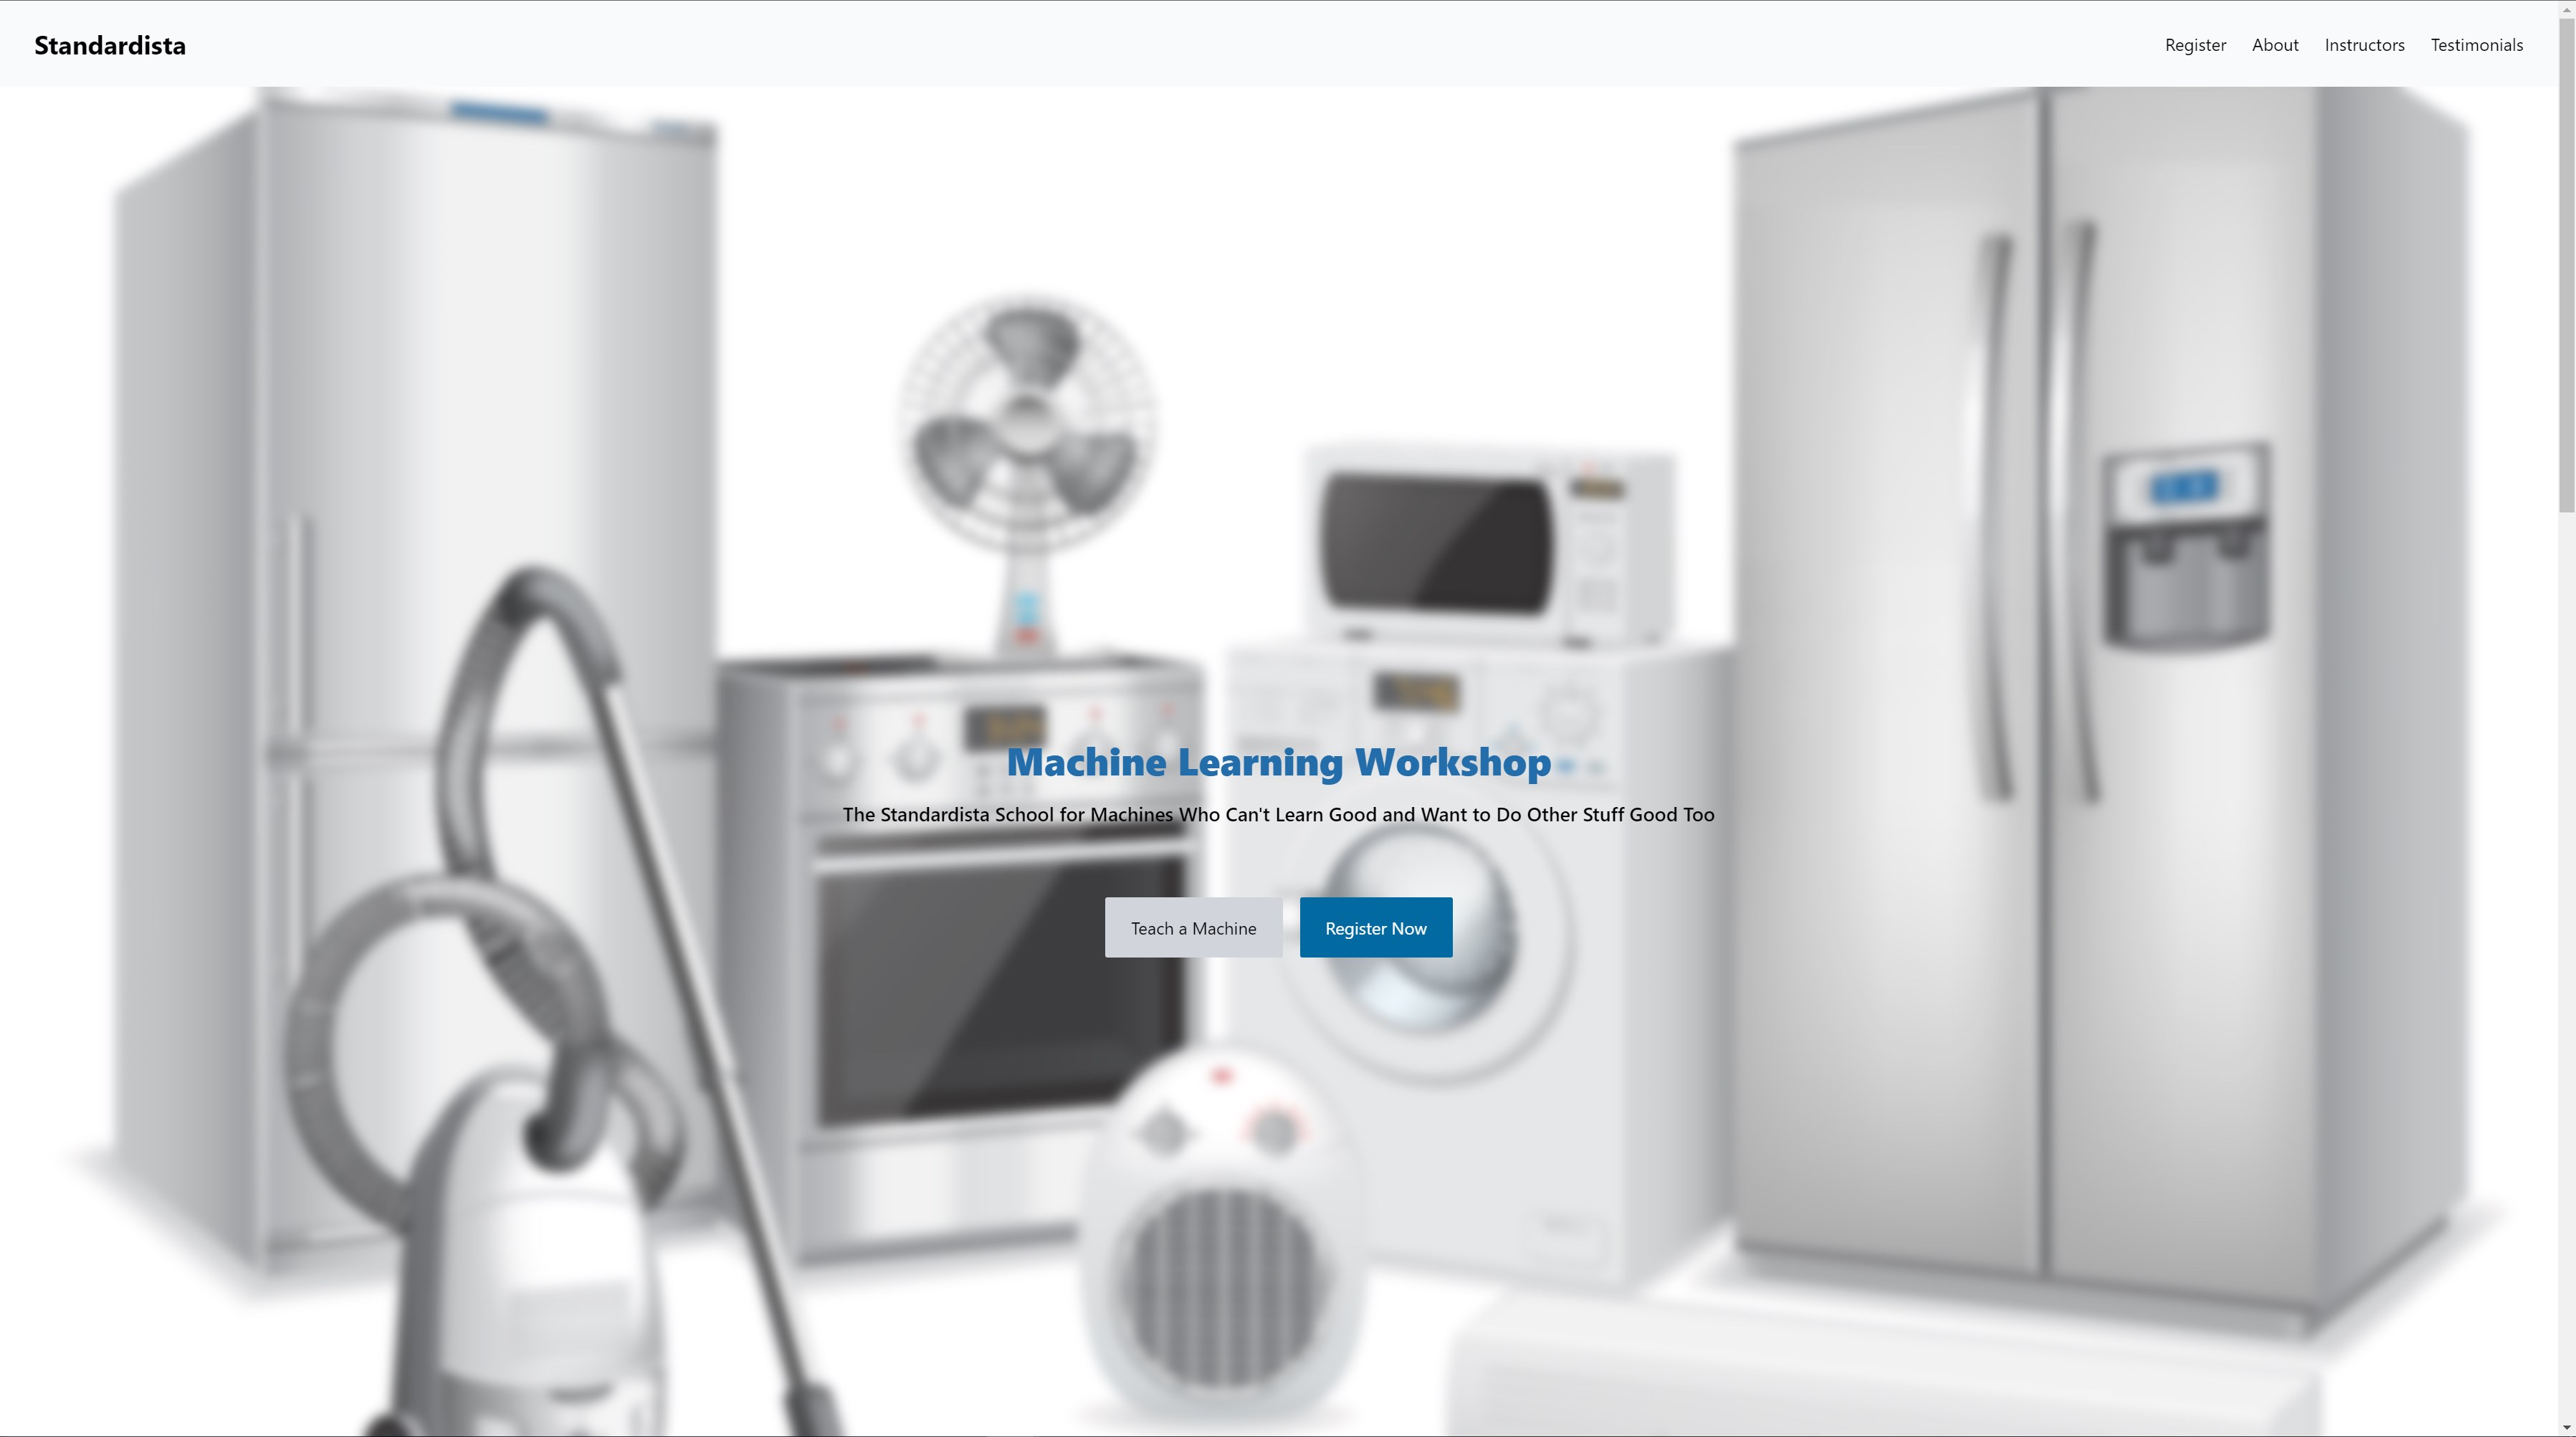 Standardista
Register
About
Instructors
Testimonials
Machine Learning Workshop
The Standardista School for Machines Who Can't Learn Good and Want to Do Other Stuff Good Too
Teach a Machine
Register Now